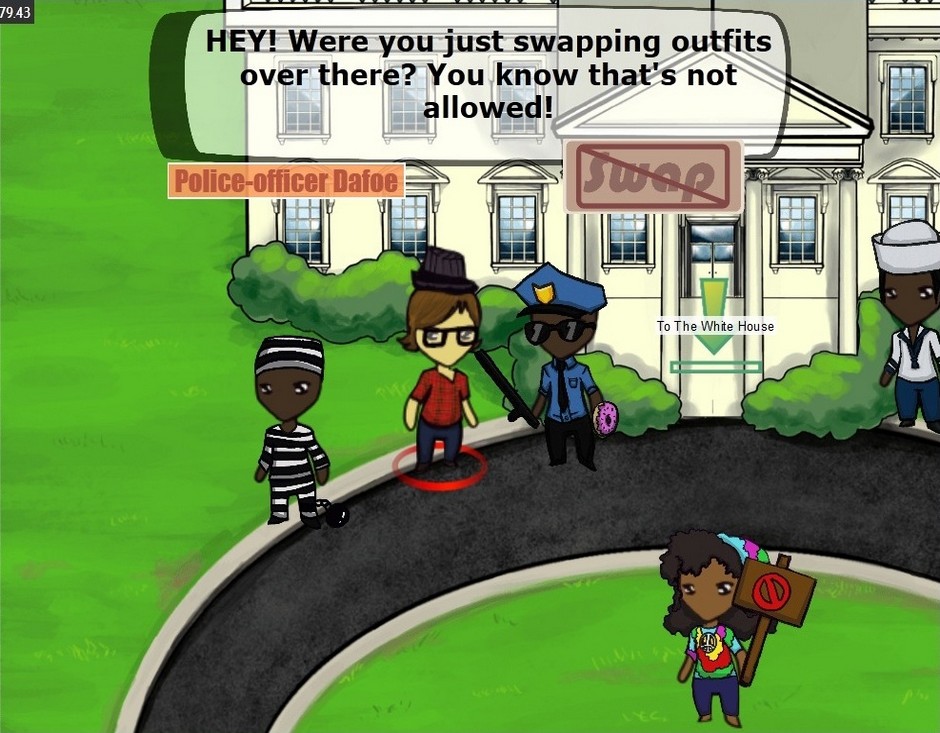 79.43
HEY! Were you just swapping outfits
over there? You know that's not
allowed!
Police-officer Dafoe
Swap
To The White House